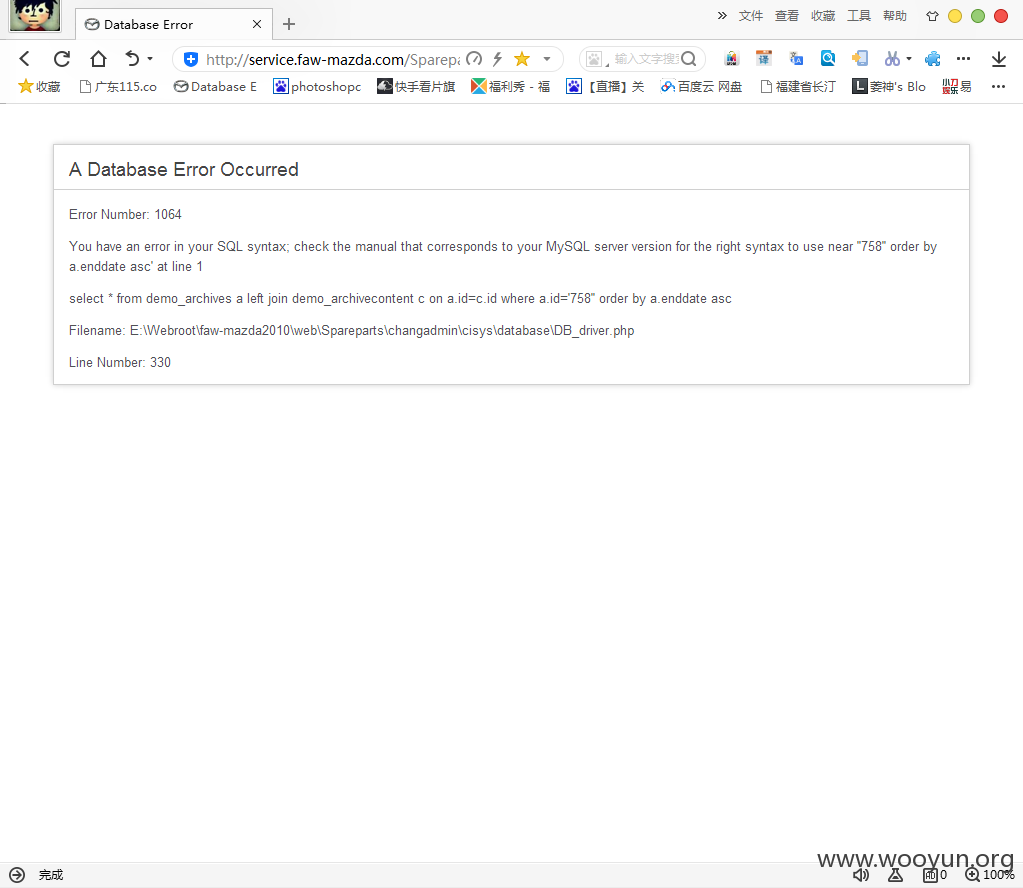 Database Error
文件 查看 收藏 工具 帮助
http://service.faw-mazda.com/Sparepa
输入文字搜
收藏 广东115.co Database E photoshopc 快手看片旗 福利秀 - 福 【直播】关 百度云 网盘 福建省长汀 L 菱神's Blo 易
A Database Error Occurred
Error Number: 1064
You have an error in your SQL syntax; check the manual that corresponds to your MySQL server version for the right syntax to use near ''758'' order by
a.enddate asc' at line 1
select * from demo_archives a left join demo_archivecontent c on a.id=c.id where a.id='758'' order by a.enddate asc
Filename: E:\Webroot\faw-mazda2010\web\Spareparts\changadmin\cisys\database\DB_driver.php
Line Number: 330
www.wooyun.org
完成 0 100%